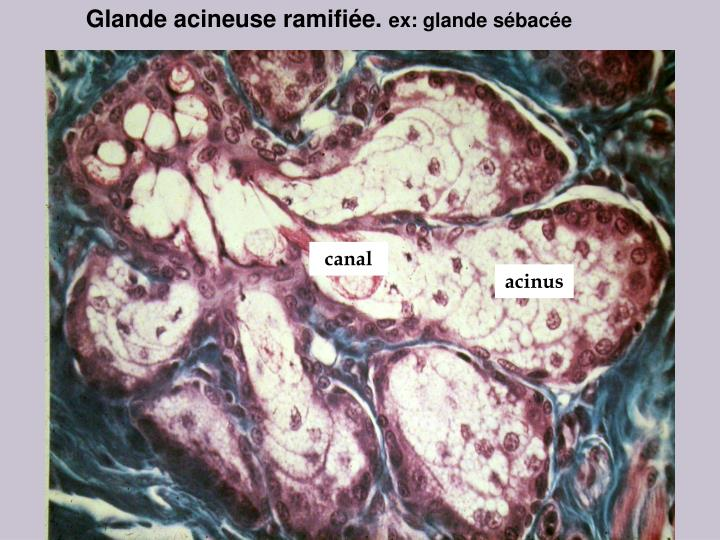 Glande acineuse ramifiée. ex: glande sébacée
canal
acinus